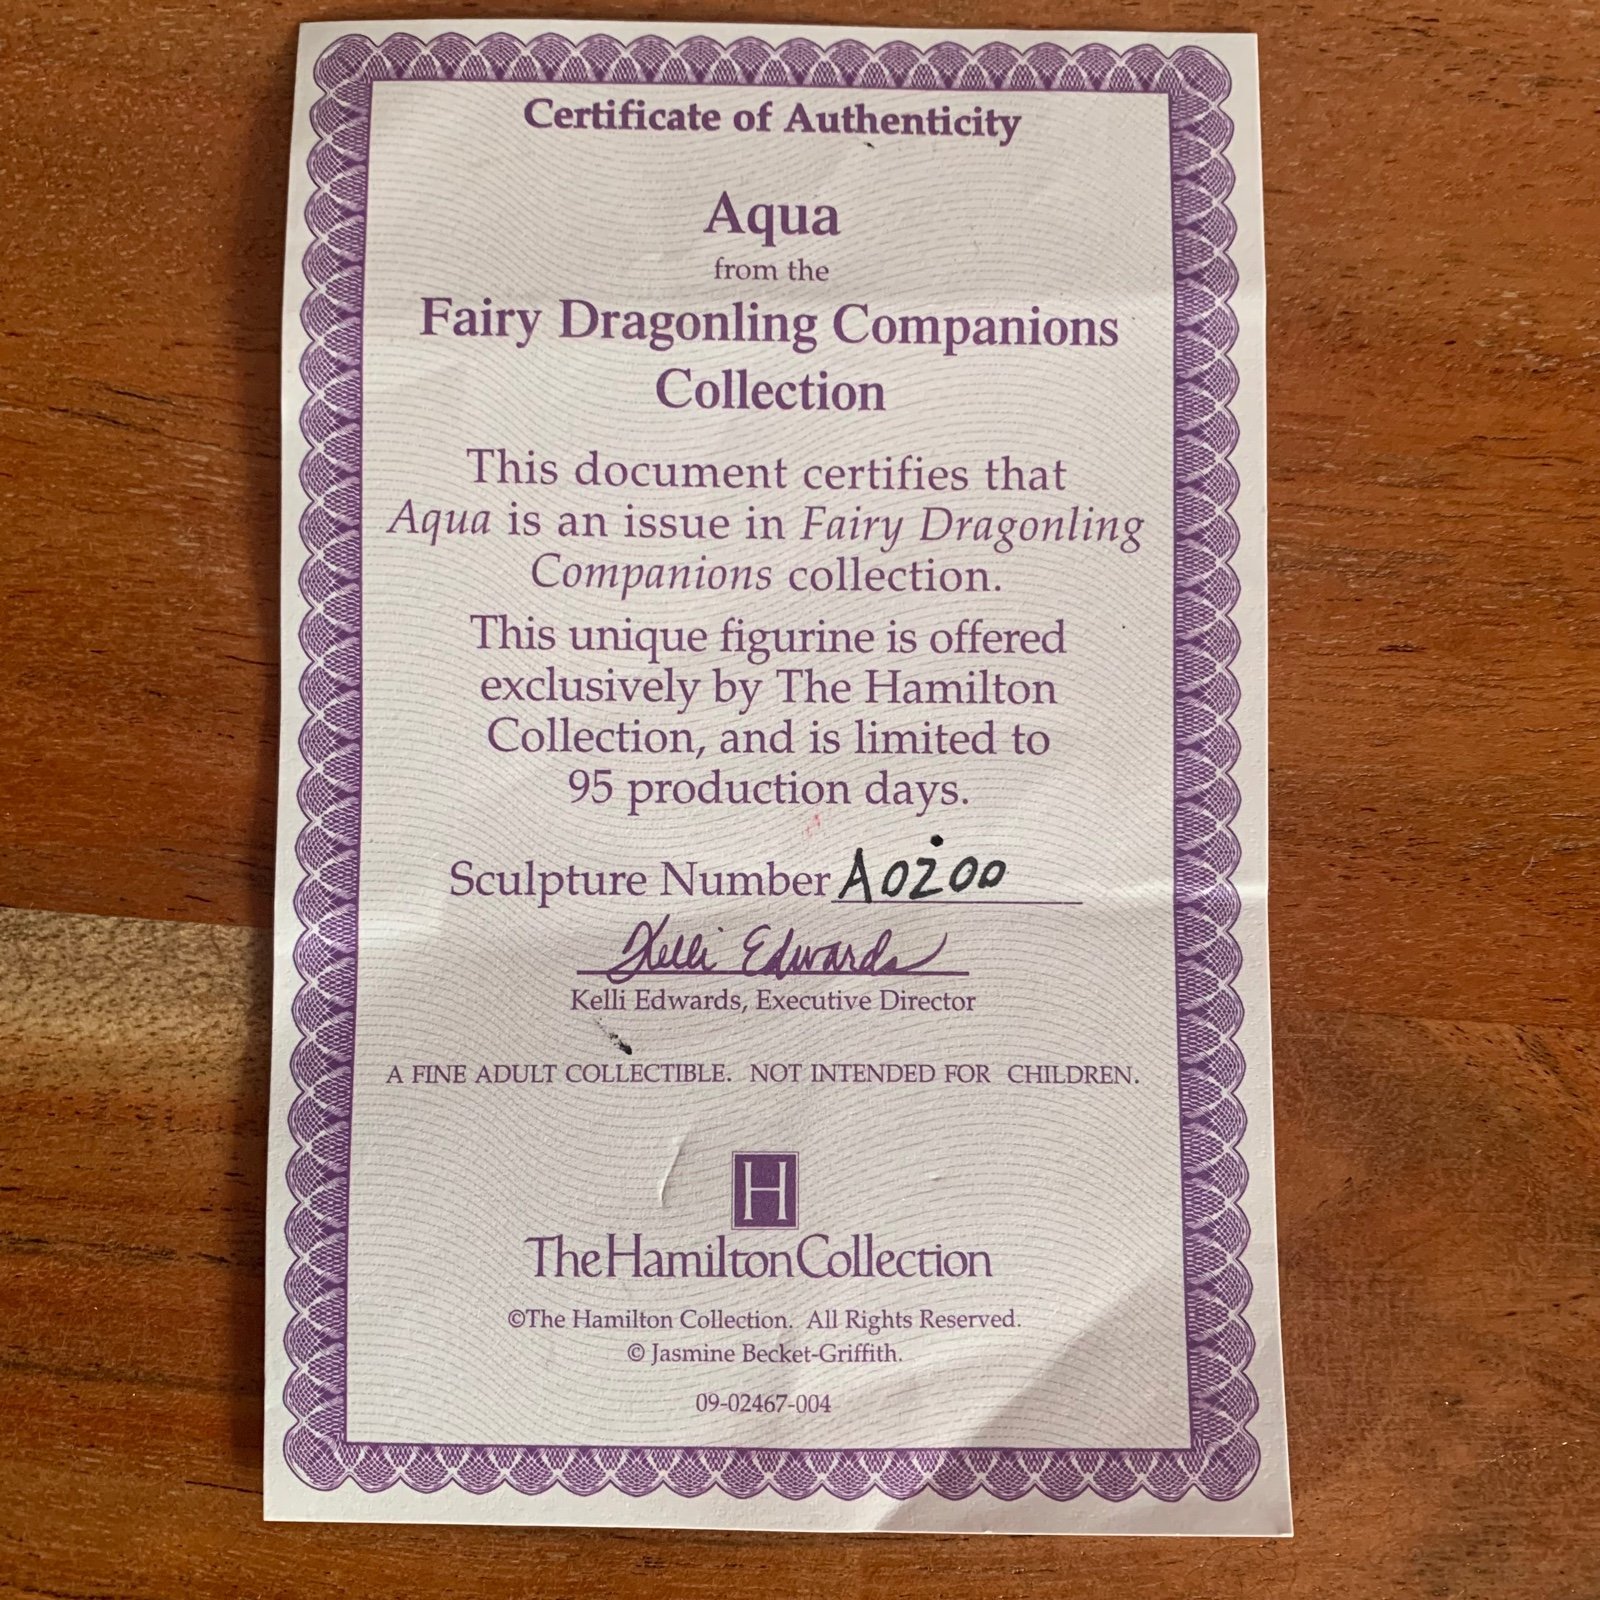 Certificate of Authenticity
Aqua
from the
Fairy Dragonling Companions
Collection
This document certifies that
Aqua is an issue in Fairy Dragonling
Companions collection.
This unique figurine is offered
exclusively by The Hamilton
Collection, and is limited to
95 production days.
Sculpture Number A0200
Kelli Edwards
Kelli Edwards, Executive Director
A FINE ADULT COLLECTIBLE. NOT INTENDED FOR CHILDREN.
H
The Hamilton Collection
©The Hamilton Collection. All Rights Reserved.
© Jasmine Becket-Griffith.
09-02467-004